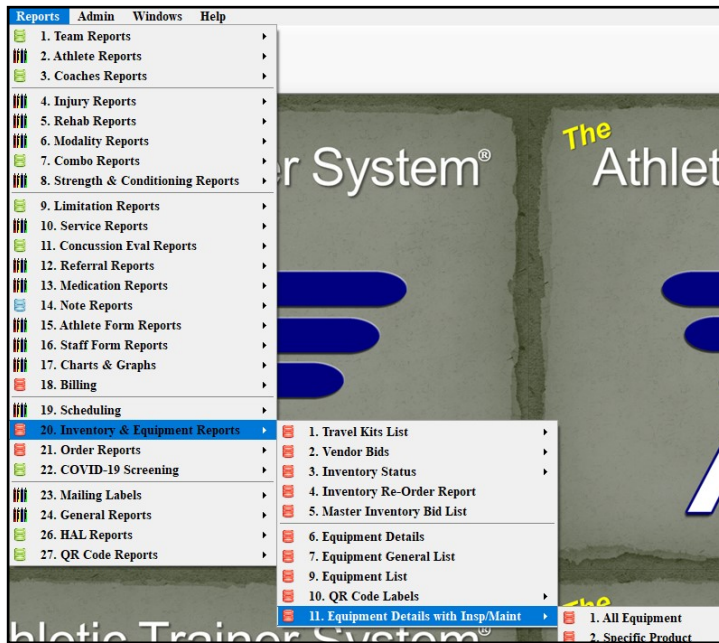 Reports Admin Windows Help
1. Team Reports
2. Athlete Reports
3. Coaches Reports
4. Injury Reports
5. Rehab Reports
6. Modality Reports
7. Combo Reports
8. Strength & Conditioning Reports
9. Limitation Reports
10. Service Reports
11. Concussion Eval Reports
12. Referral Reports
13. Medication Reports
14. Note Reports
15. Athlete Form Reports
16. Staff Form Reports
17. Charts & Graphs
18. Billing
19. Scheduling
20. Inventory & Equipment Reports
21. Order Reports
22. COVID-19 Screening
23. Mailing Labels
24. General Reports
26. HAL Reports
27. QR Code Reports
1. Travel Kits List
2. Vendor Bids
3. Inventory Status
4. Inventory Re-Order Report
5. Master Inventory Bid List
6. Equipment Details
7. Equipment General List
9. Equipment List
10. QR Code Labels
11. Equipment Details with Insp/Maint
1. All Equipment
2. Specific Product
r System®
The
Athlet
hletic Trainer System®
The